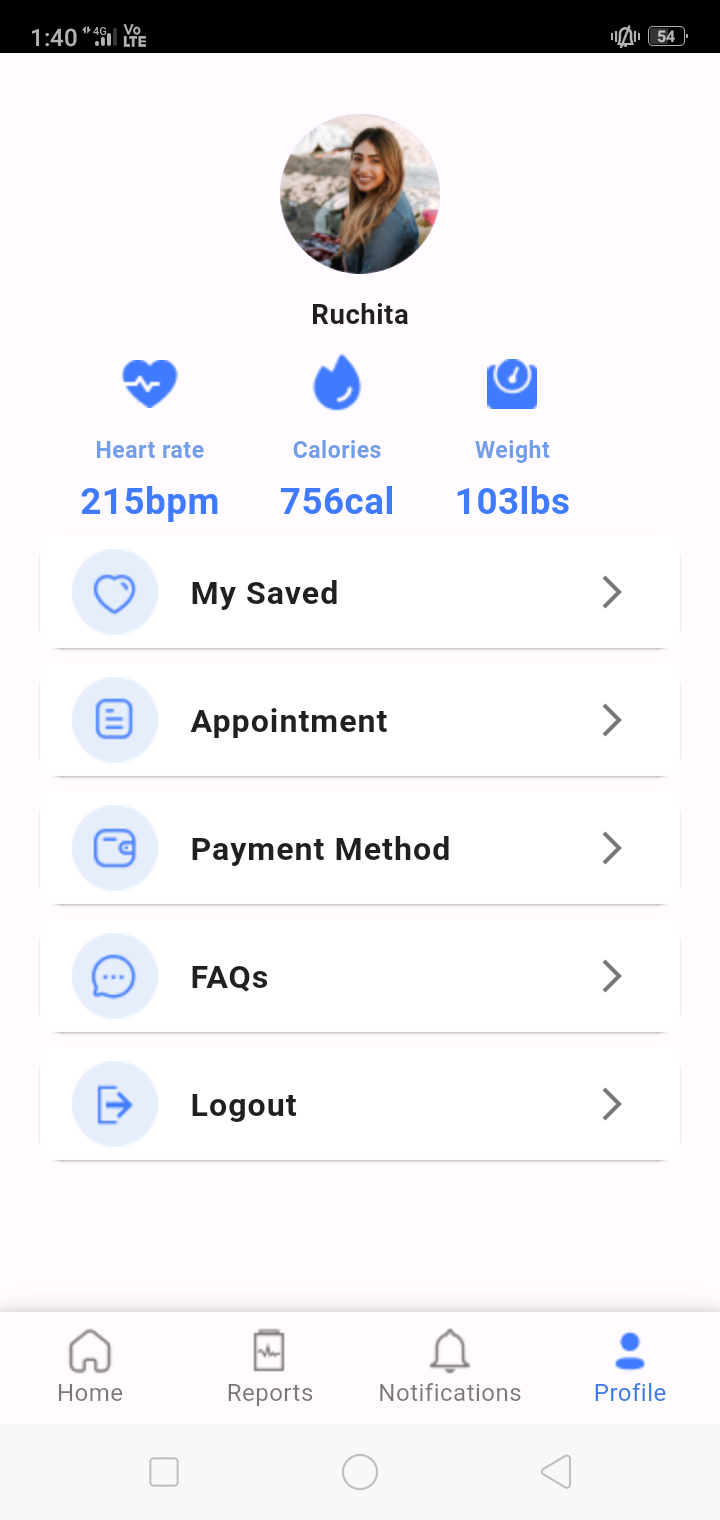 1:40 4G Vo LTE 54
Ruchita
Heart rate Calories Weight
215bpm 756cal 103lbs
My Saved
Appointment
Payment Method
FAQs
Logout
Home Reports Notifications Profile